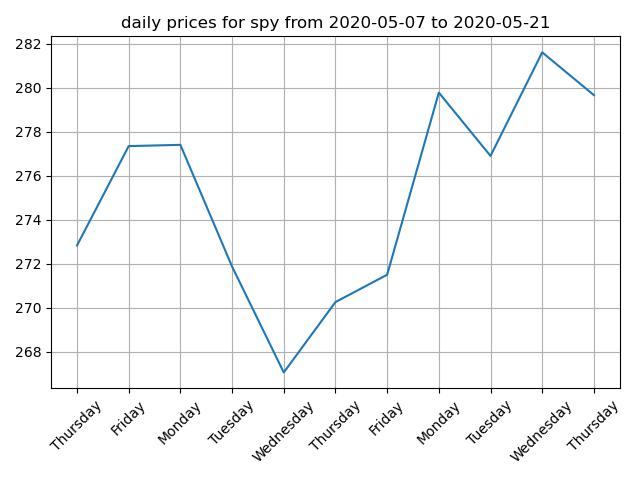 daily prices for spy from 2020-05-07 to 2020-05-21
282
280
278
276
274
272
270
268
Thursday
Friday
Monday
Tuesday
Wednesday
Thursday
Friday
Monday
Tuesday
Wednesday
Thursday